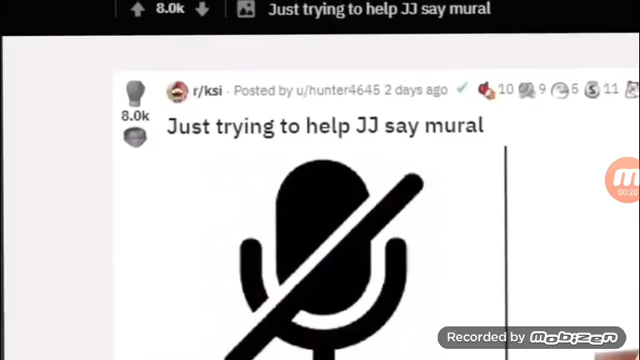 8.0k Just trying to help JJ say mural
r/ksi · Posted by u/hunter4645 2 days ago 10 9 5 S 11
8.0k
Just trying to help JJ say mural
00:20
Recorded by mobizen